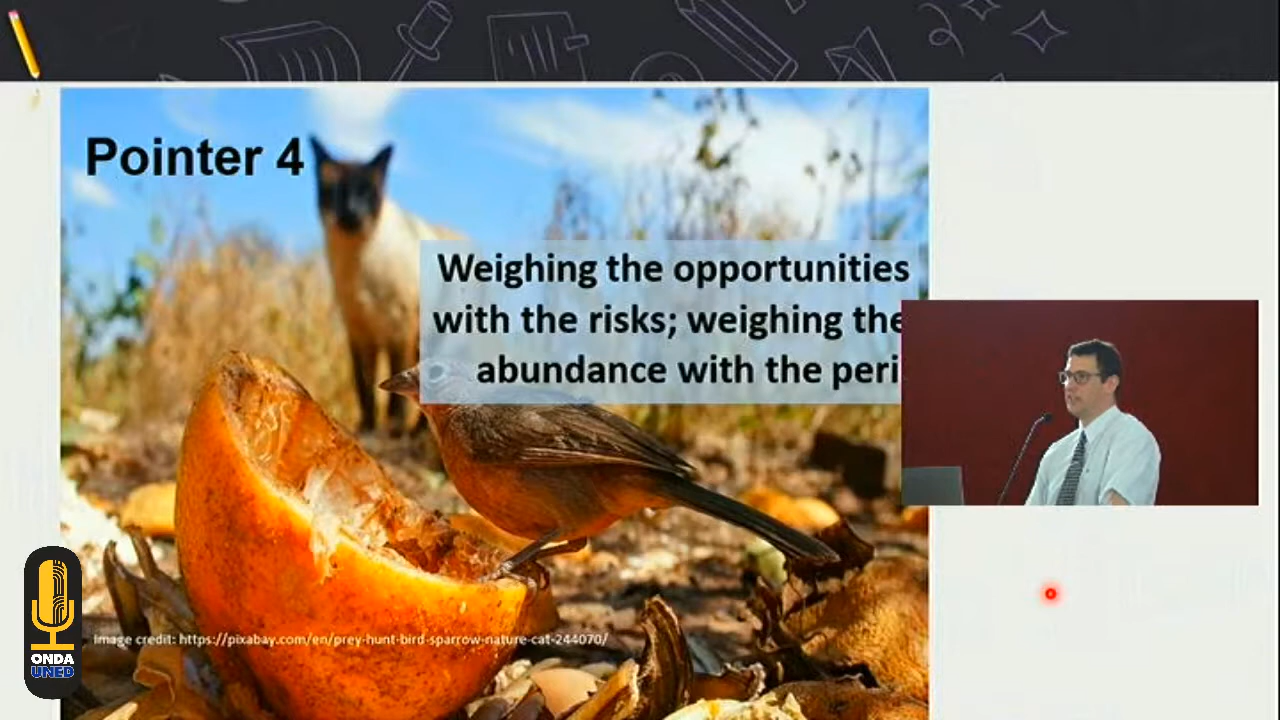 Pointer 4
Weighing the opportunities
with the risks; weighing the
abundance with the peri
Image credit: https://pixabay.com/en/prey-hunt-bird-sparrow-nature-cat-244070/
ONDA
UNED